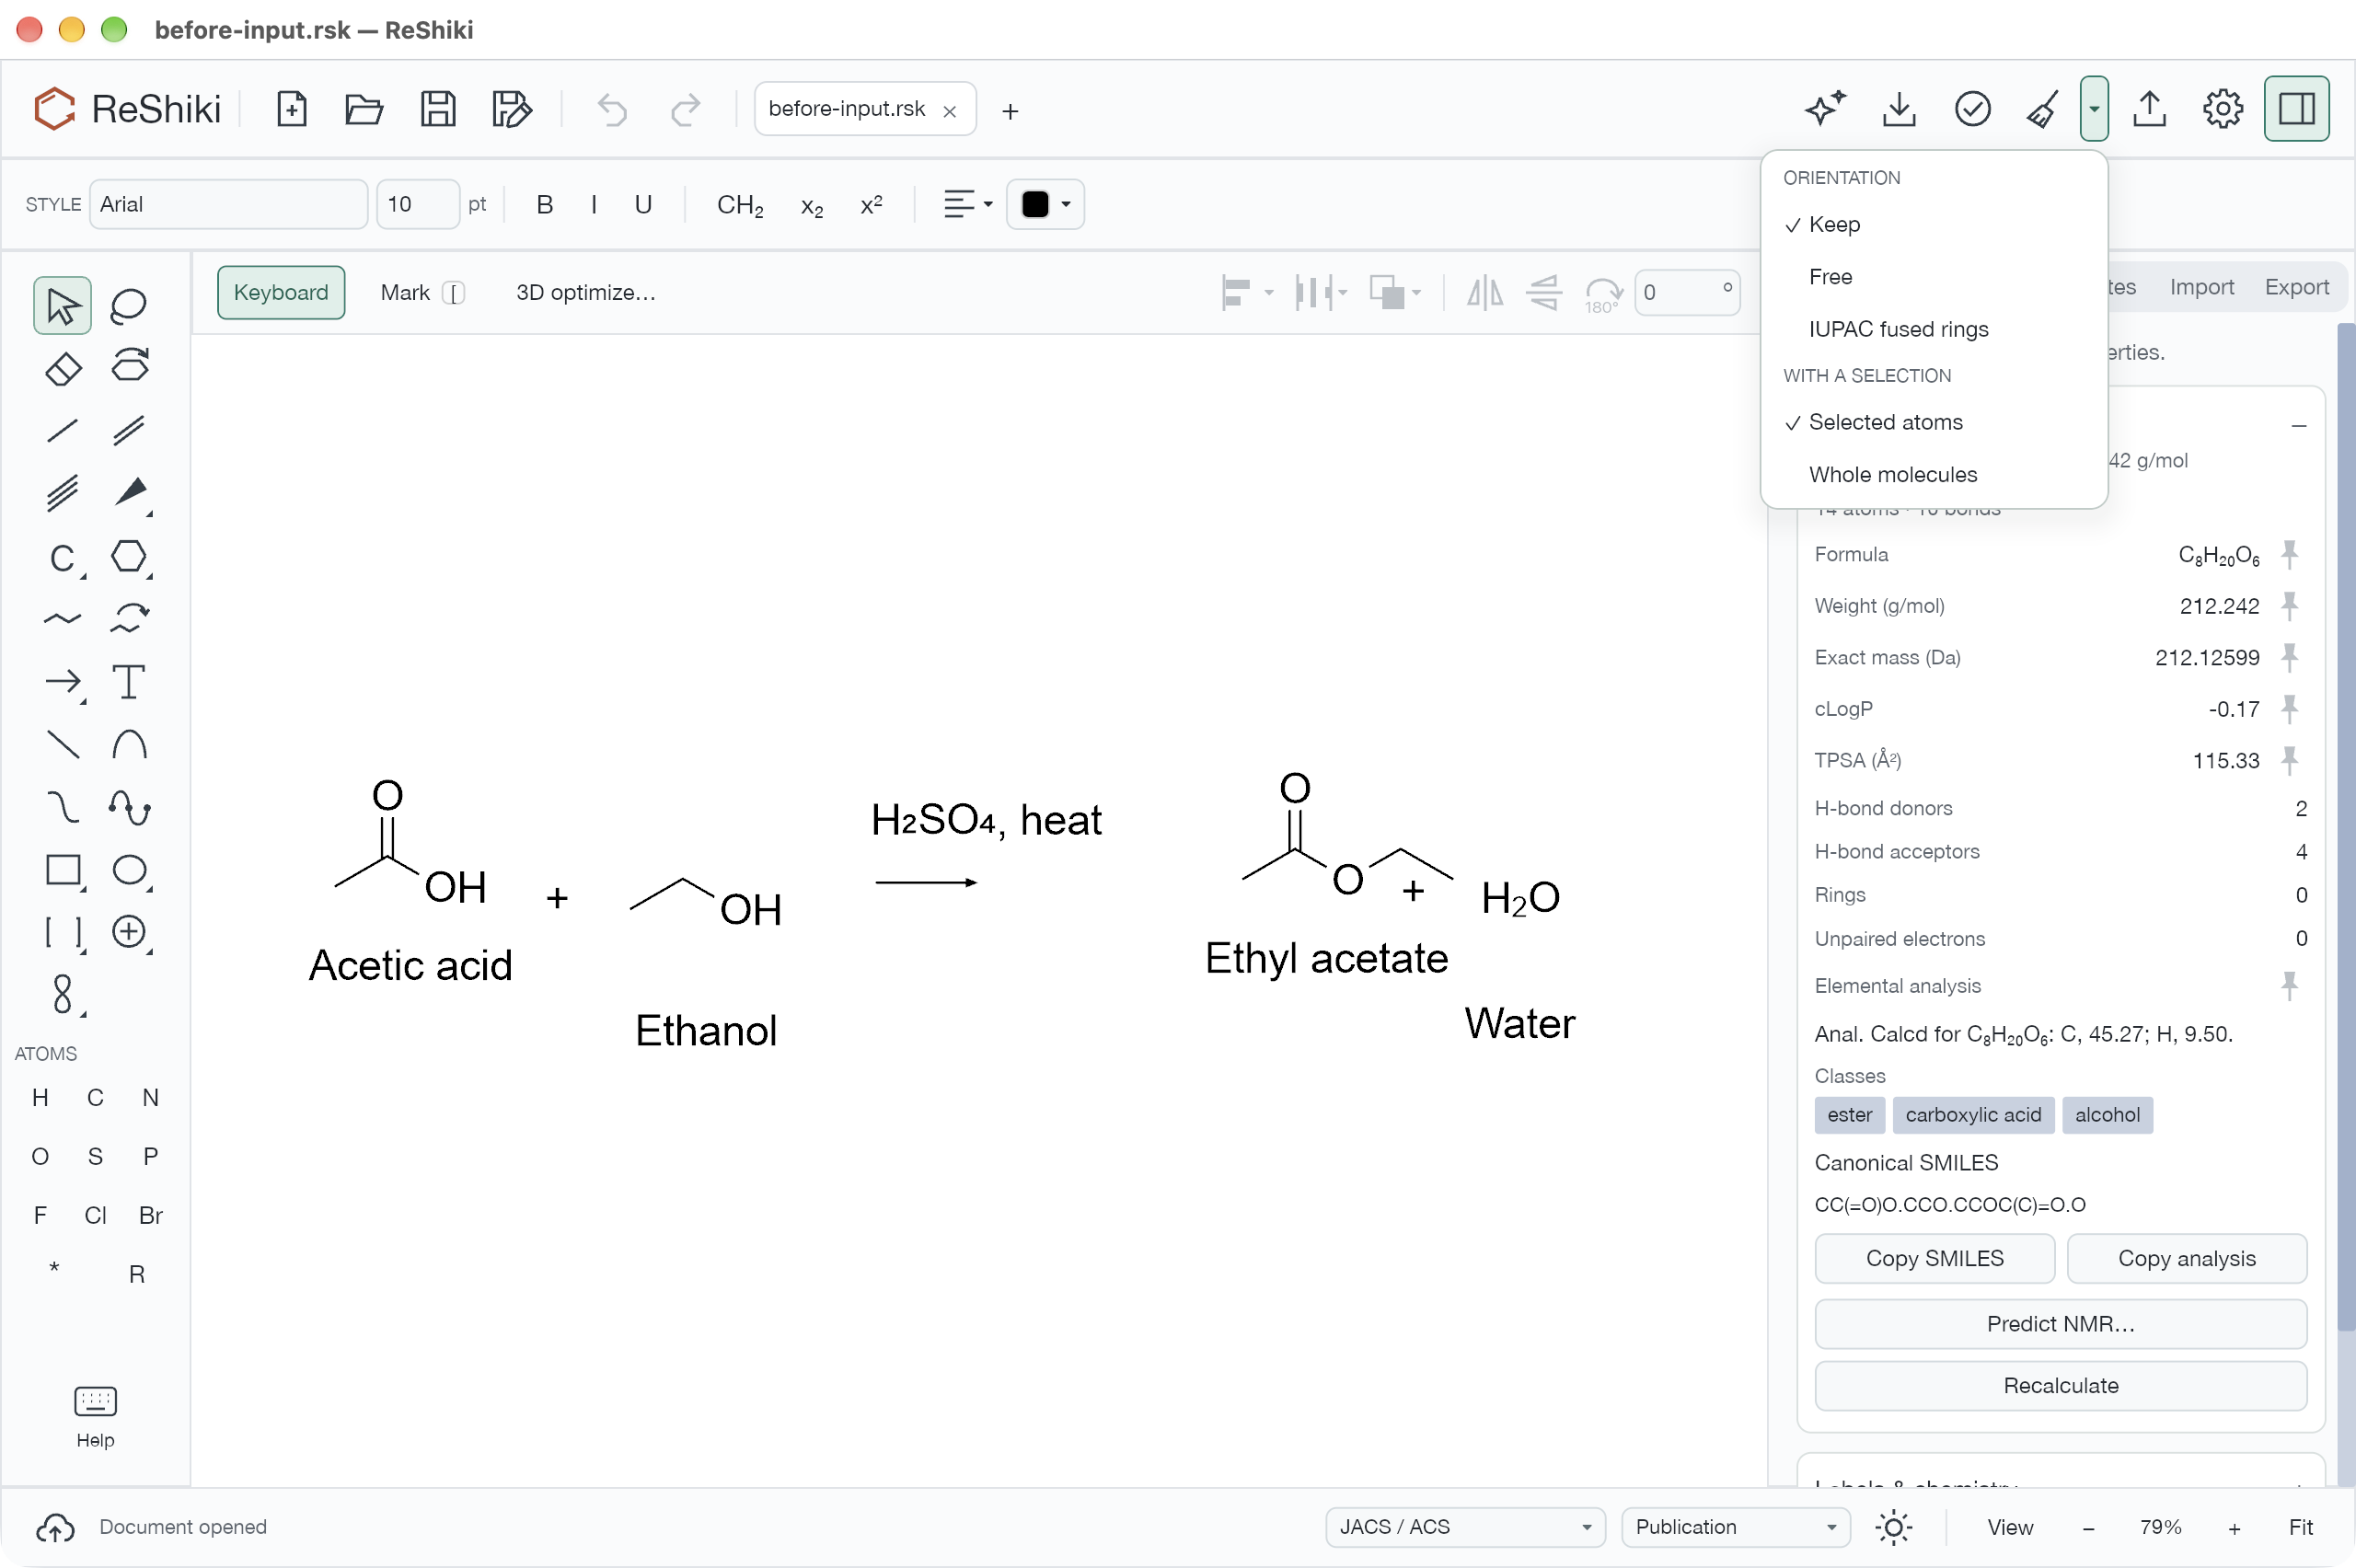 before-input.rsk — ReShiki
ReShiki
before-input.rsk
STYLE Arial 10 pt B I U CH₂ x₂ x²
Keyboard Mark [ 3D optimize... 180° 0 °
ORIENTATION
✓ Keep
Free
IUPAC fused rings
WITH A SELECTION
✓ Selected atoms
Whole molecules
Import Export
42 g/mol
14 atoms · 10 bonds
Formula C₈H₂₀O₆
Weight (g/mol) 212.242
Exact mass (Da) 212.12599
cLogP -0.17
TPSA (Å²) 115.33
H-bond donors 2
H-bond acceptors 4
Rings 0
Unpaired electrons 0
Elemental analysis
Anal. Calcd for C₈H₂₀O₆: C, 45.27; H, 9.50.
Classes
ester carboxylic acid alcohol
Canonical SMILES
CC(=O)O.CCO.CCOC(C)=O.O
Copy SMILES Copy analysis
Predict NMR...
Recalculate
Labels & chemistry
C
T
ATOMS
H C N
O S P
F Cl Br
* R
Help
O
OH
Acetic acid
+
OH
Ethanol
H₂SO₄, heat
O
O
Ethyl acetate
+
H₂O
Water
Document opened
JACS / ACS Publication View − 79% + Fit